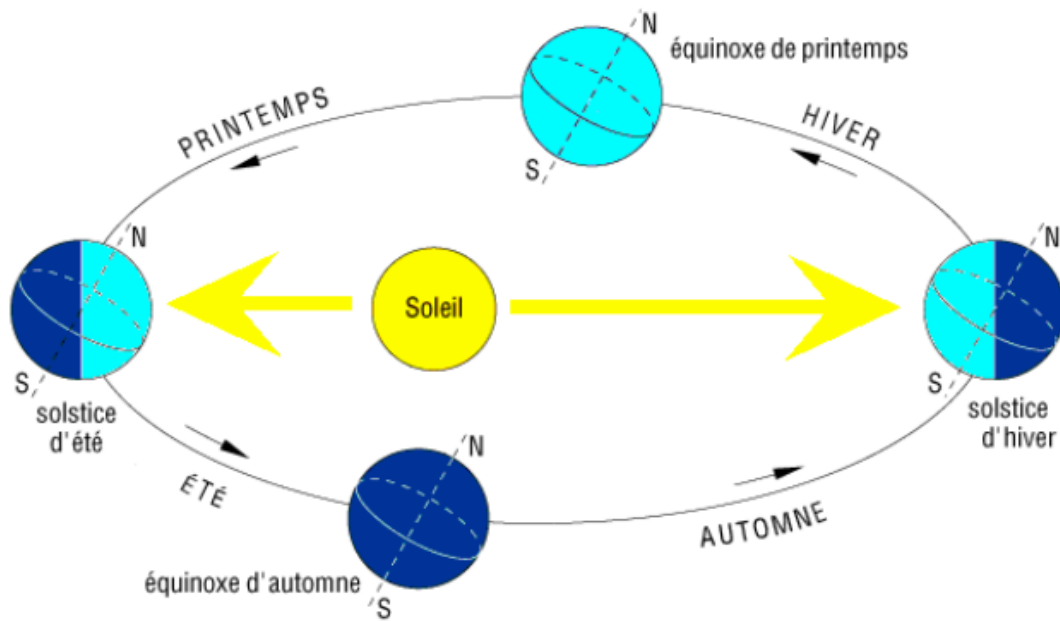 N
équinoxe de printemps
S
PRINTEMPS
HIVER
N
S
solstice
d'été
Soleil
N
S
solstice
d'hiver
ÉTÉ
N
S
équinoxe d'automne
AUTOMNE